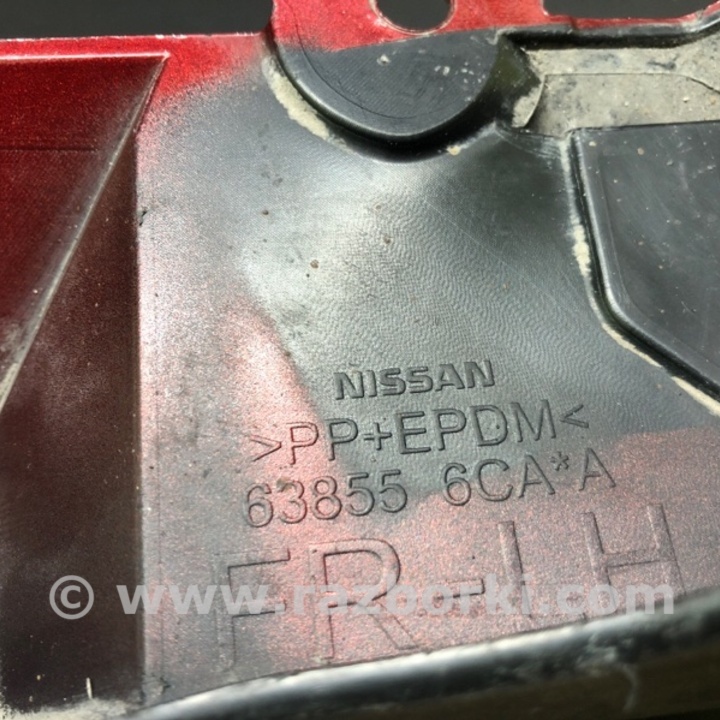 NISSAN
>PP+EPDM<
63855 6CA*A
FR-LH
© www.razborki.com